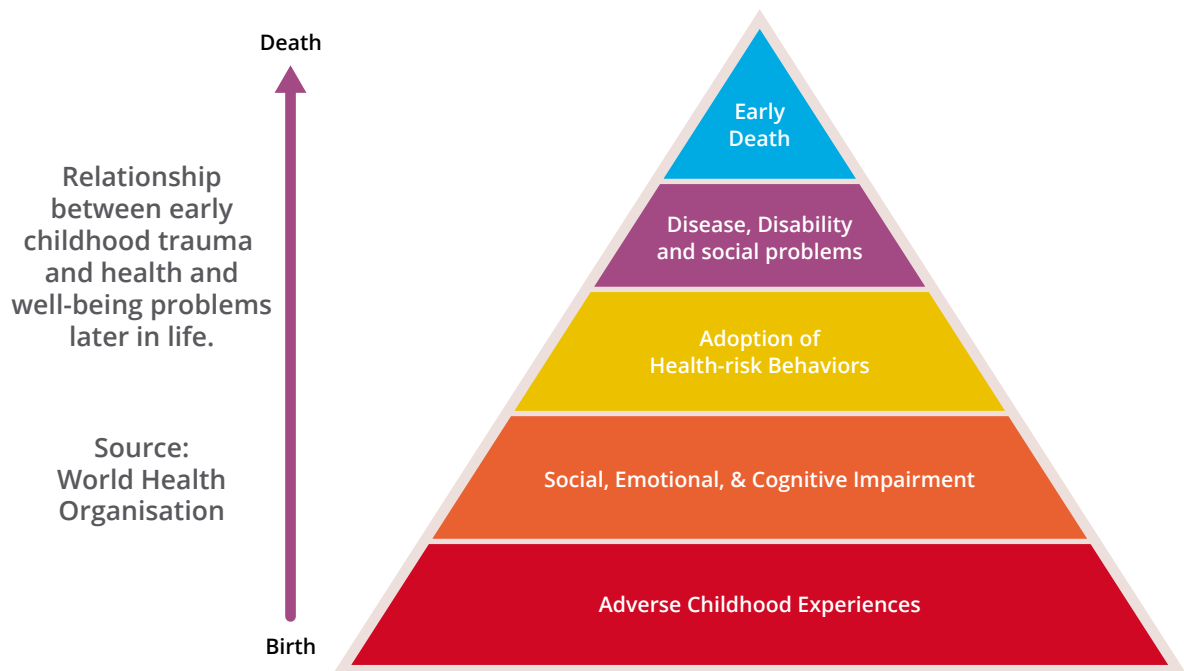 Death
Relationship
between early
childhood trauma
and health and
well-being problems
later in life.
Source:
World Health
Organisation
Birth
Early
Death
Disease, Disability
and social problems
Adoption of
Health-risk Behaviors
Social, Emotional, & Cognitive Impairment
Adverse Childhood Experiences